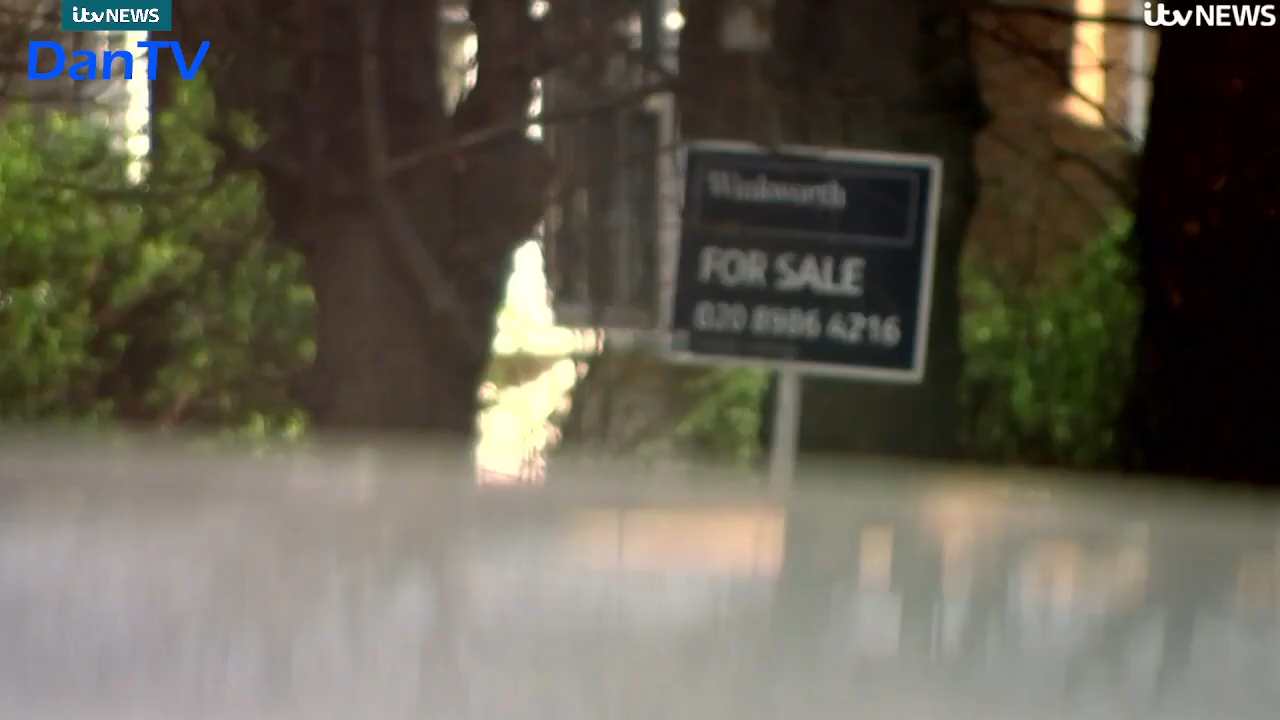 itv NEWS
DanTV
itv NEWS
Winkworth
FOR SALE
020 8986 4216